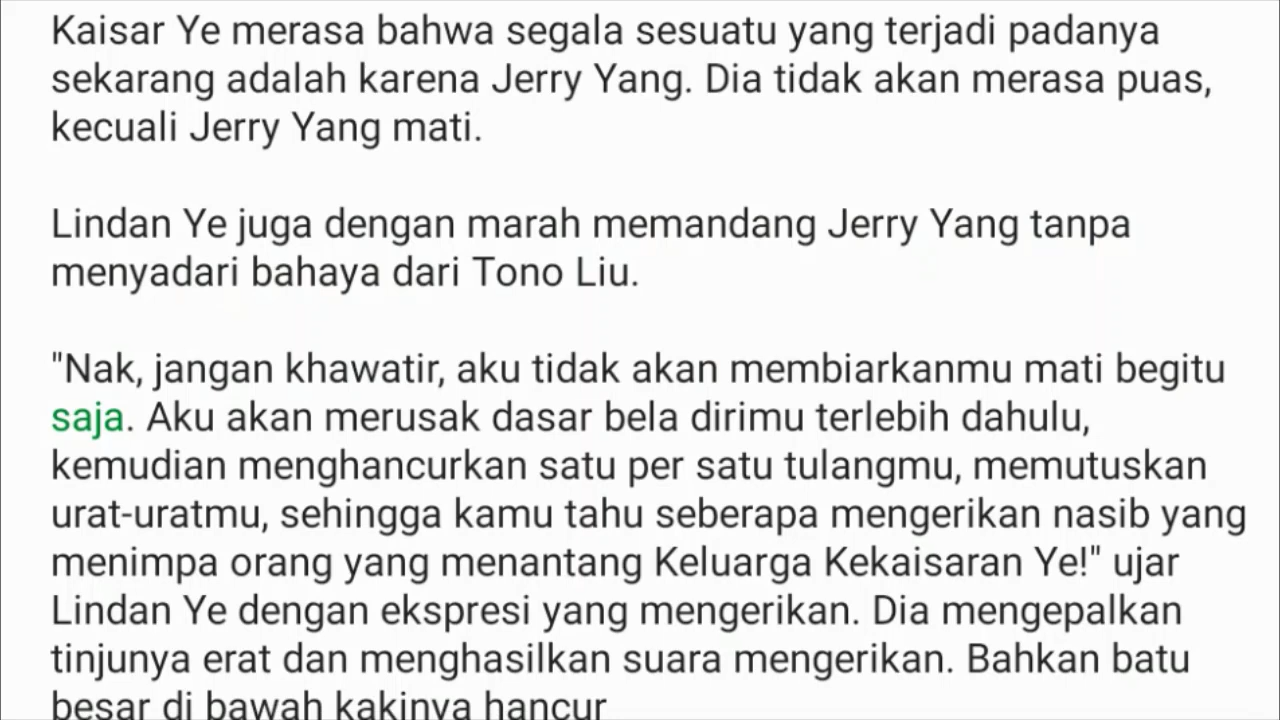 Kaisar Ye merasa bahwa segala sesuatu yang terjadi padanya
sekarang adalah karena Jerry Yang. Dia tidak akan merasa puas,
kecuali Jerry Yang mati.
Lindan Ye juga dengan marah memandang Jerry Yang tanpa
menyadari bahaya dari Tono Liu.
"Nak, jangan khawatir, aku tidak akan membiarkanmu mati begitu
saja. Aku akan merusak dasar bela dirimu terlebih dahulu,
kemudian menghancurkan satu per satu tulangmu, memutuskan
urat-uratmu, sehingga kamu tahu seberapa mengerikan nasib yang
menimpa orang yang menantang Keluarga Kekaisaran Ye!" ujar
Lindan Ye dengan ekspresi yang mengerikan. Dia mengepalkan
tinjunya erat dan menghasilkan suara mengerikan. Bahkan batu
besar di bawah kakinya hancur